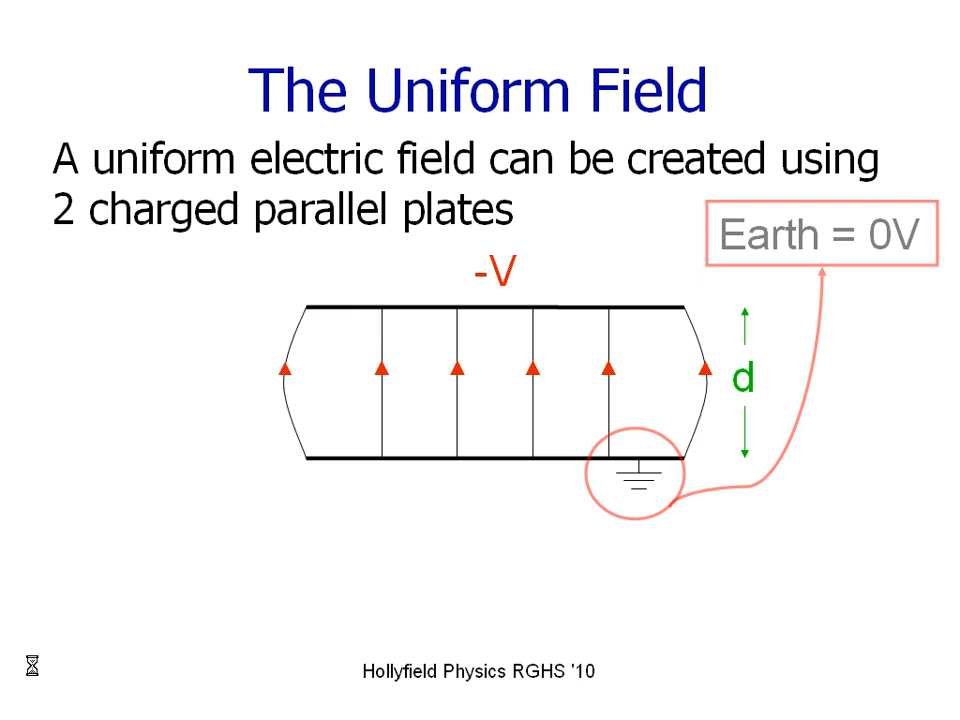 The Uniform Field
A uniform electric field can be created using
2 charged parallel plates
Earth = 0V
-V
d
Hollyfield Physics RGHS '10